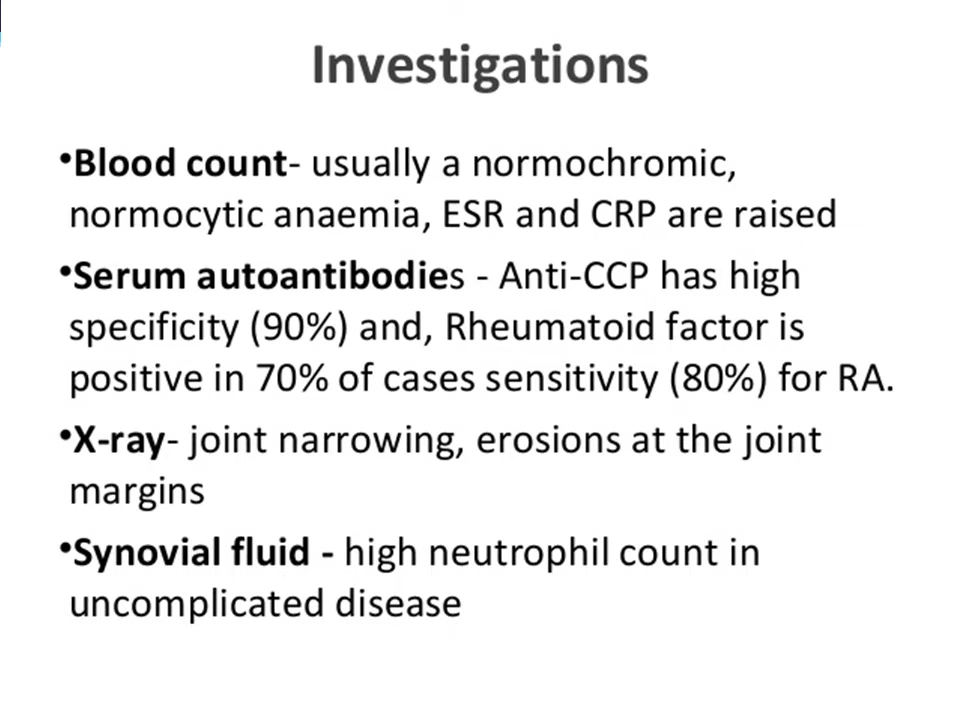 Investigations
•Blood count- usually a normochromic,
normocytic anaemia, ESR and CRP are raised
•Serum autoantibodies - Anti-CCP has high
specificity (90%) and, Rheumatoid factor is
positive in 70% of cases sensitivity (80%) for RA.
•X-ray- joint narrowing, erosions at the joint
margins
•Synovial fluid - high neutrophil count in
uncomplicated disease